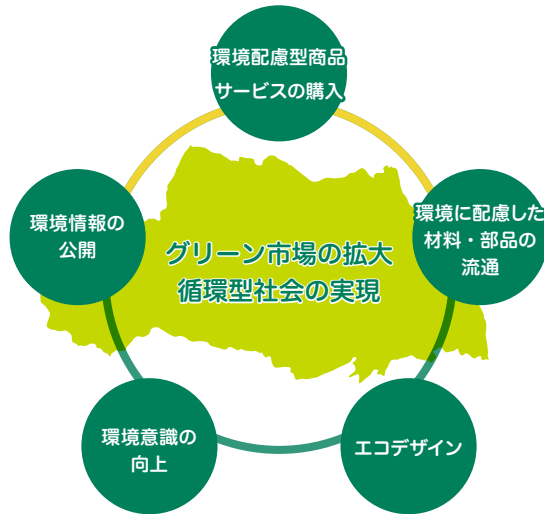 環境配慮型商品
サービスの購入
環境情報の
公開
環境に配慮した
材料・部品の
流通
グリーン市場の拡大
循環型社会の実現
環境意識の
向上
エコデザイン